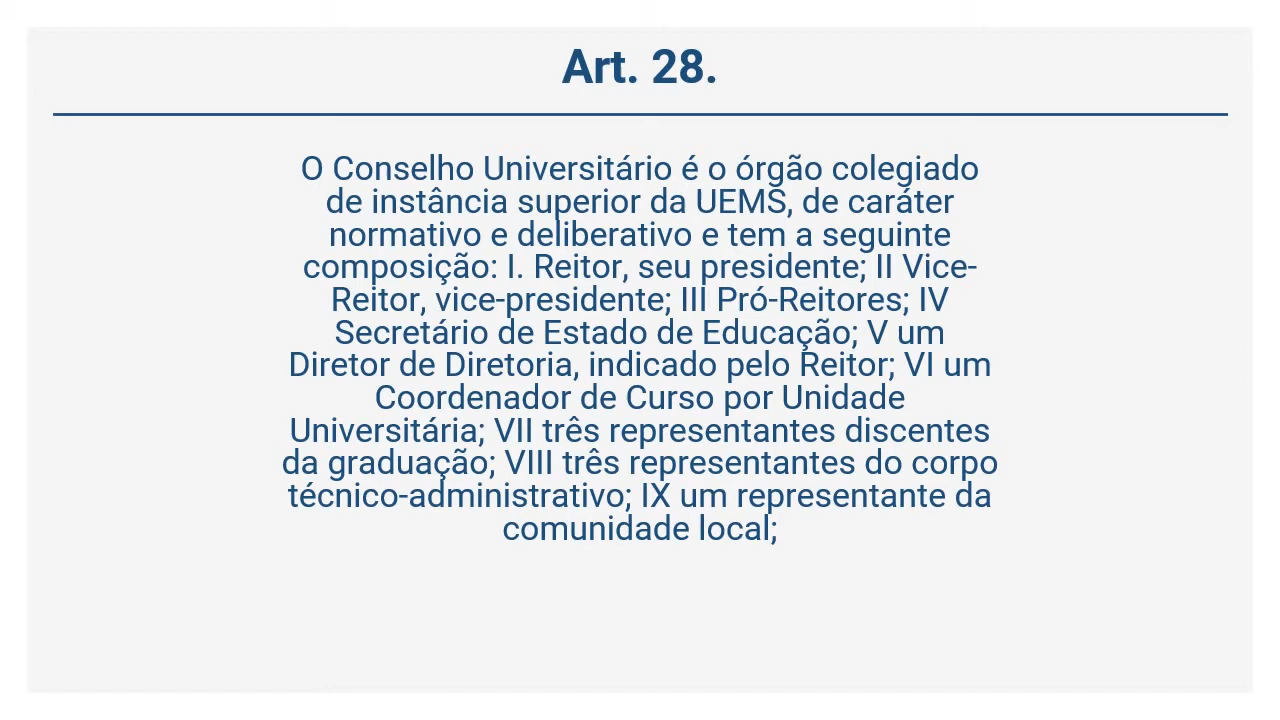 Art. 28.
O Conselho Universitário é o órgão colegiado
de instância superior da UEMS, de caráter
normativo e deliberativo e tem a seguinte
composição: I. Reitor, seu presidente; II Vice-
Reitor, vice-presidente; III Pró-Reitores; IV
Secretário de Estado de Educação; V um
Diretor de Diretoria, indicado pelo Reitor; VI um
Coordenador de Curso por Unidade
Universitária; VII três representantes discentes
da graduação; VIII três representantes do corpo
técnico-administrativo; IX um representante da
comunidade local;